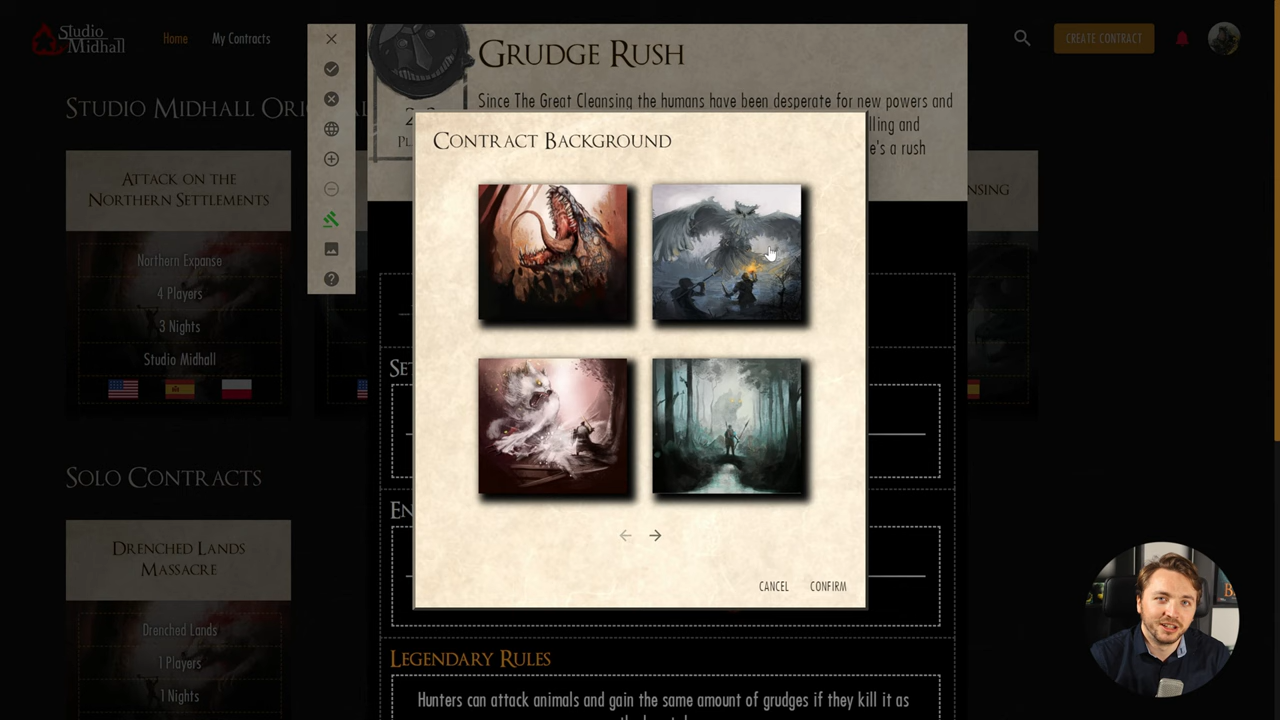 Studio
Midhall
Home
My Contracts
CREATE CONTRACT
GRUDGE RUSH
Since The Great Cleansing the humans have been desperate for new powers and
lling and
e's a rush
STUDIO MIDHALL
ATTACK ON THE
NORTHERN SETTLEMENTS
Northern Expanse
4 Players
3 Nights
Studio Midhall
NSING
CONTRACT BACKGROUND
CANCEL
CONFIRM
SOLO CONTRACTS
DRENCHED LANDS
MASSACRE
Drenched Lands
1 Players
1 Nights
LEGENDARY RULES
Hunters can attack animals and gain the same amount of grudges if they kill it as